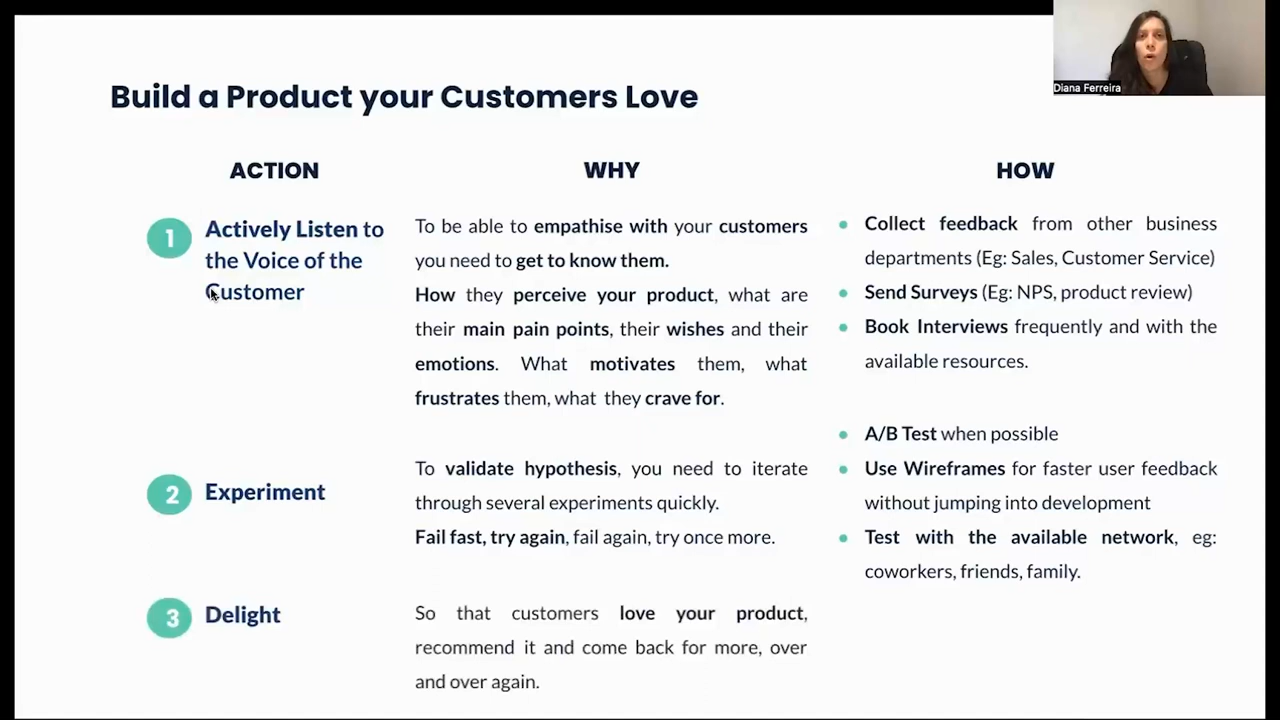 Build a Product your Customers Love
Diana Ferreira
ACTION
WHY
HOW
1
Actively Listen to
the Voice of the
Customer
To be able to empathise with your customers
you need to get to know them.
How they perceive your product, what are
their main pain points, their wishes and their
emotions. What motivates them, what
frustrates them, what they crave for.
Collect feedback from other business
departments (Eg: Sales, Customer Service)
Send Surveys (Eg: NPS, product review)
Book Interviews frequently and with the
available resources.
2
Experiment
To validate hypothesis, you need to iterate
through several experiments quickly.
Fail fast, try again, fail again, try once more.
A/B Test when possible
Use Wireframes for faster user feedback
without jumping into development
Test with the available network, eg:
coworkers, friends, family.
3
Delight
So that customers love your product,
recommend it and come back for more, over
and over again.